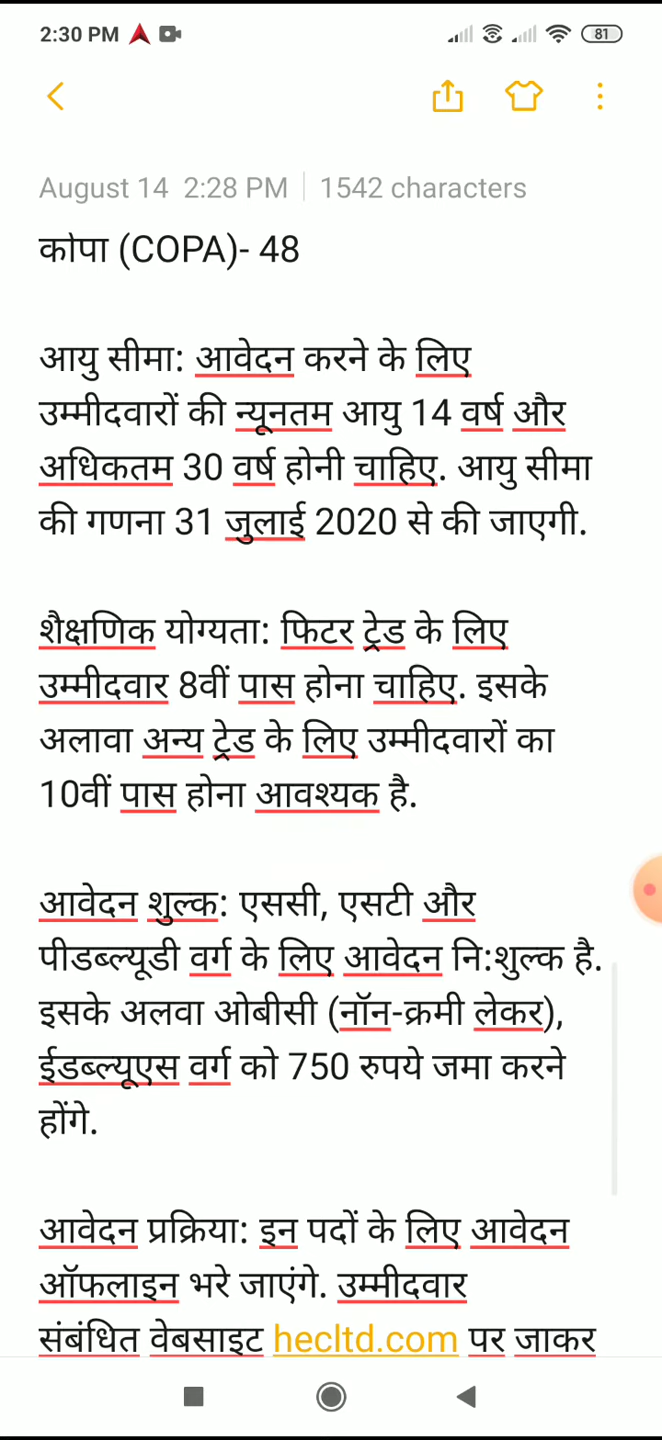 2:30 PM
81
August 14 2:28 PM | 1542 characters
कोपा (COPA)- 48
आयु सीमा: आवेदन करने के लिए
उम्मीदवारों की न्यूनतम आयु 14 वर्ष और
अधिकतम 30 वर्ष होनी चाहिए. आयु सीमा
की गणना 31 जुलाई 2020 से की जाएगी.
शैक्षणिक योग्यता: फिटर ट्रेड के लिए
उम्मीदवार 8वीं पास होना चाहिए. इसके
अलावा अन्य ट्रेड के लिए उम्मीदवारों का
10वीं पास होना आवश्यक है.
आवेदन शुल्क: एससी, एसटी और
पीडब्ल्यूडी वर्ग के लिए आवेदन नि:शुल्क है.
इसके अलवा ओबीसी (नॉन-क्रमी लेकर),
ईडब्ल्यूएस वर्ग को 750 रुपये जमा करने
होंगे.
आवेदन प्रक्रिया: इन पदों के लिए आवेदन
ऑफलाइन भरे जाएंगे. उम्मीदवार
संबंधित वेबसाइट hecltd.com पर जाकर